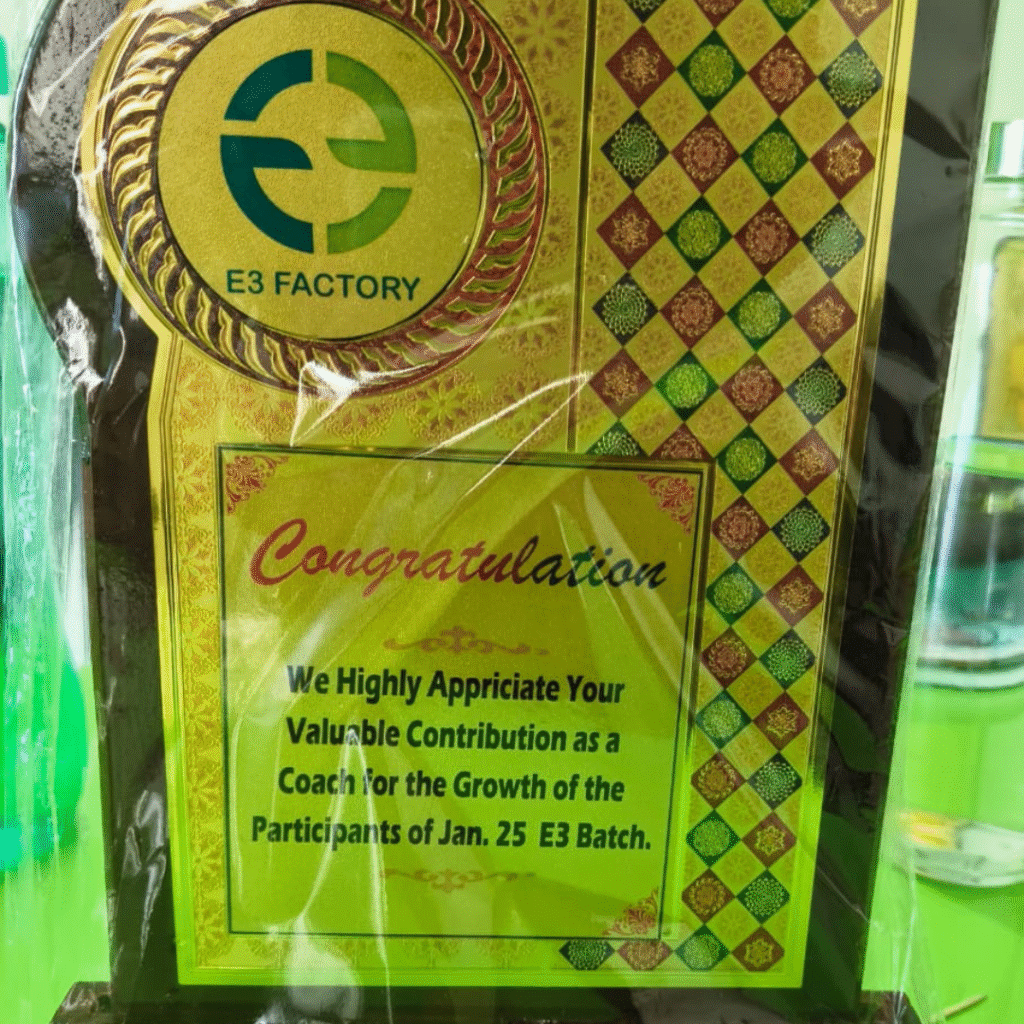 E3 FACTORY
Congratulation
We Highly Appriciate Your
Valuable Contribution as a
Coach for the Growth of the
Participants of Jan. 25 E3 Batch.